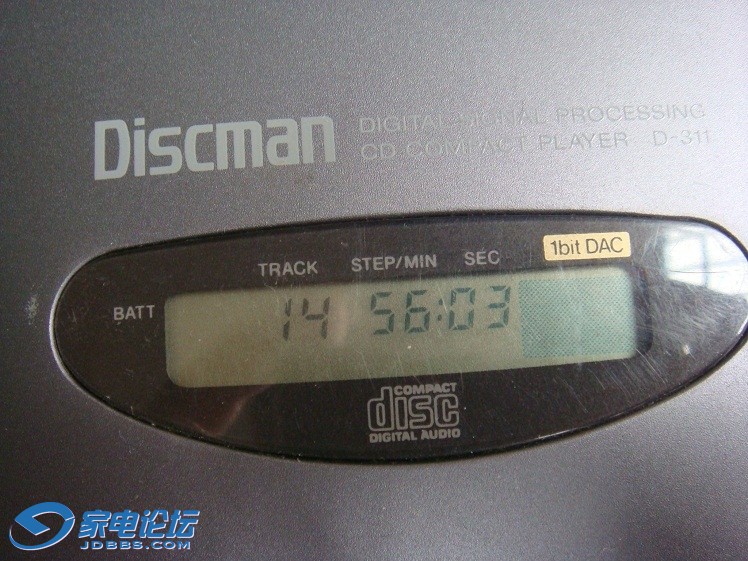 Discman
DIGITAL SIGNAL PROCESSING
CD COMPACT PLAYER D-311
1bit DAC
TRACK STEP/MIN SEC
BATT
14 56:03
COMPACT
disc
DIGITAL AUDIO
家电论坛
JDBBS.COM